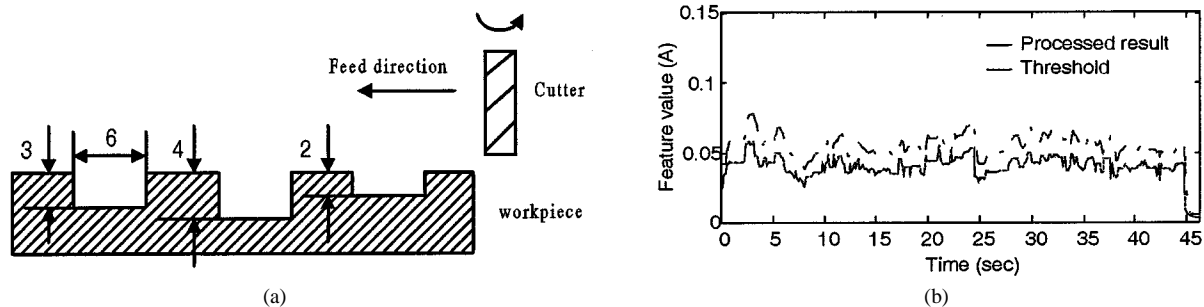 Feed direction
Cutter
3
6
4
2
workpiece
(a)
0.15
0.1
0.05
0
Feature value (A)
Processed result
Threshold
0 5 10 15 20 25 30 35 40 45
Time (sec)
(b)